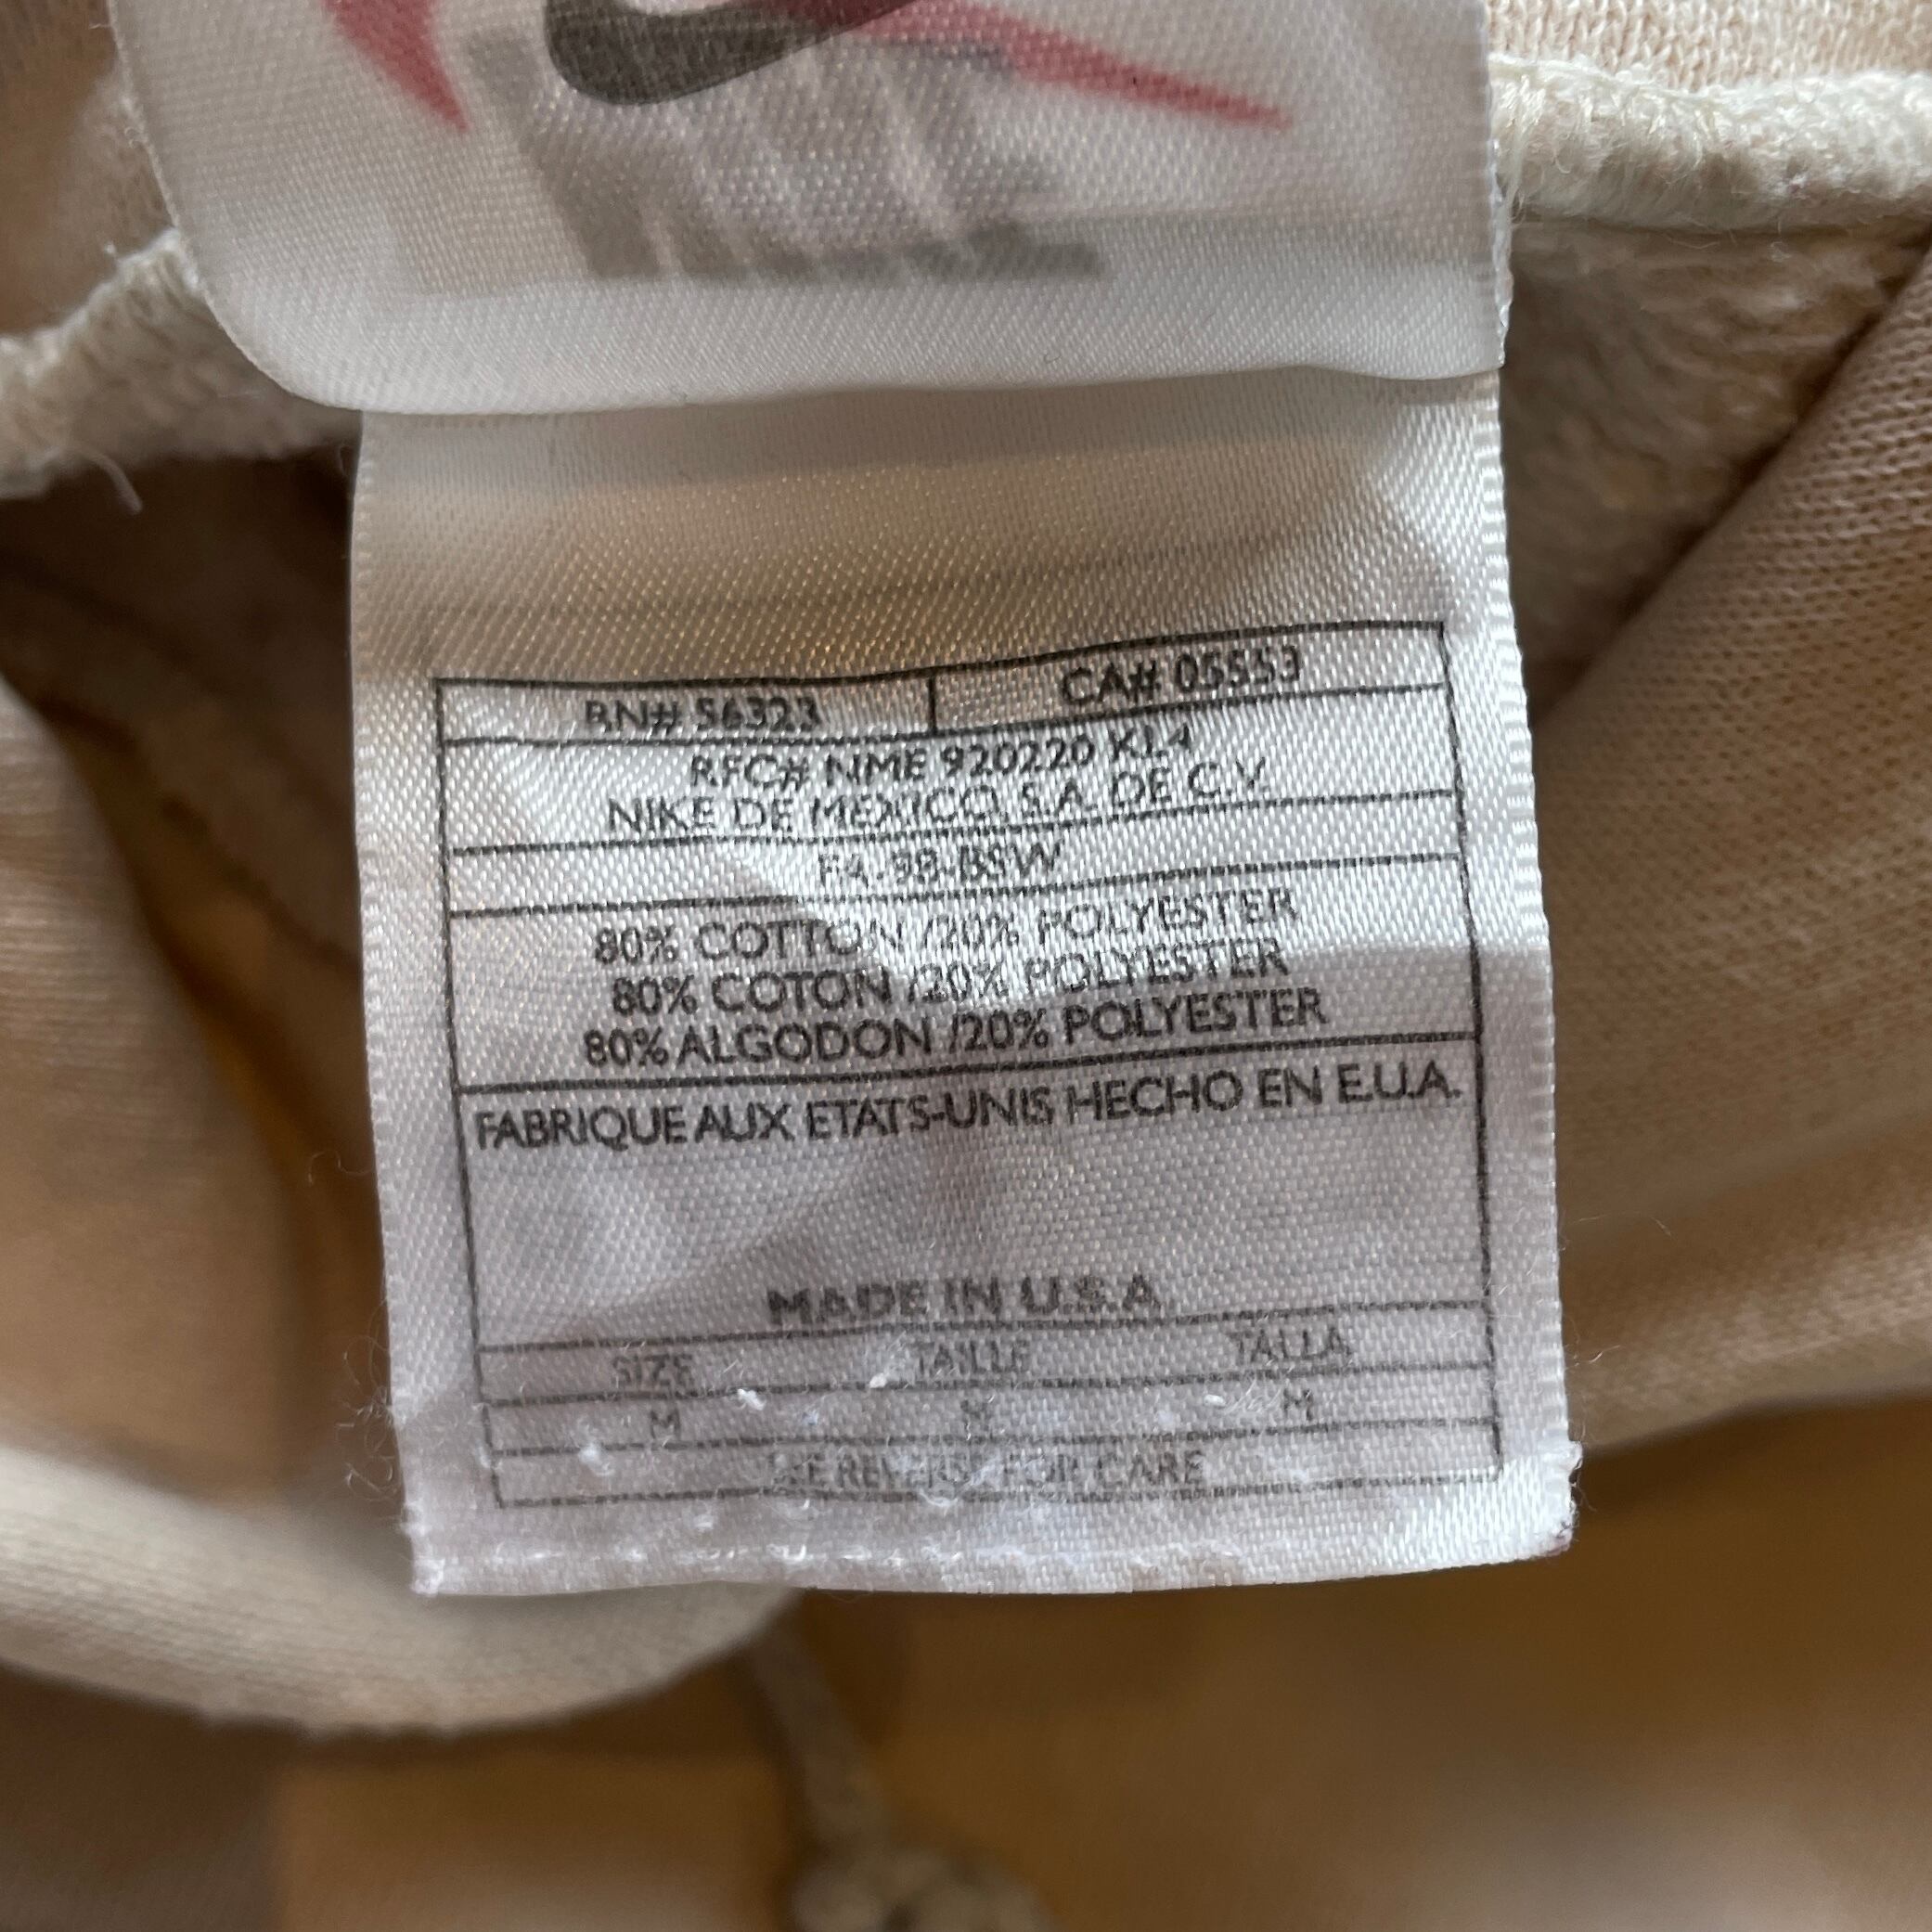 RN# 56323 CA# 05553
RFC# NME 920220 XL4
NIKE DE MEXICO, S.A. DE C.V.
FA-98-BSW
80% COTTON /20% POLYESTER
80% COTON /20% POLYESTER
80% ALGODON /20% POLYESTER
FABRIQUE AUX ETATS-UNIS HECHO EN E.U.A.
MADE IN U.S.A
SIZE TAILLE TALLA
M M M
SEE REVERSE FOR CARE